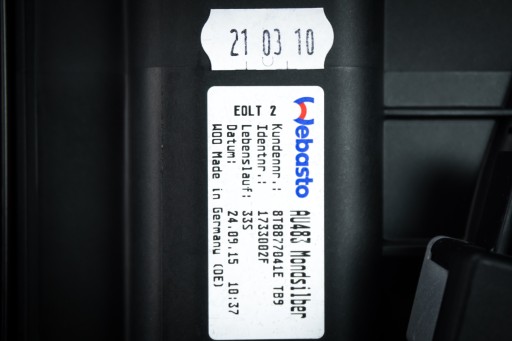 21 03 10
EOLT 2
Webasto AU483 Mondsilber
Kundennr.: 8T8877041E TB9
Identnr.: 1733002F
Lebenslauf: 33S
Datum: 24.09.15 10:37
W00 Made in Germany (DE)